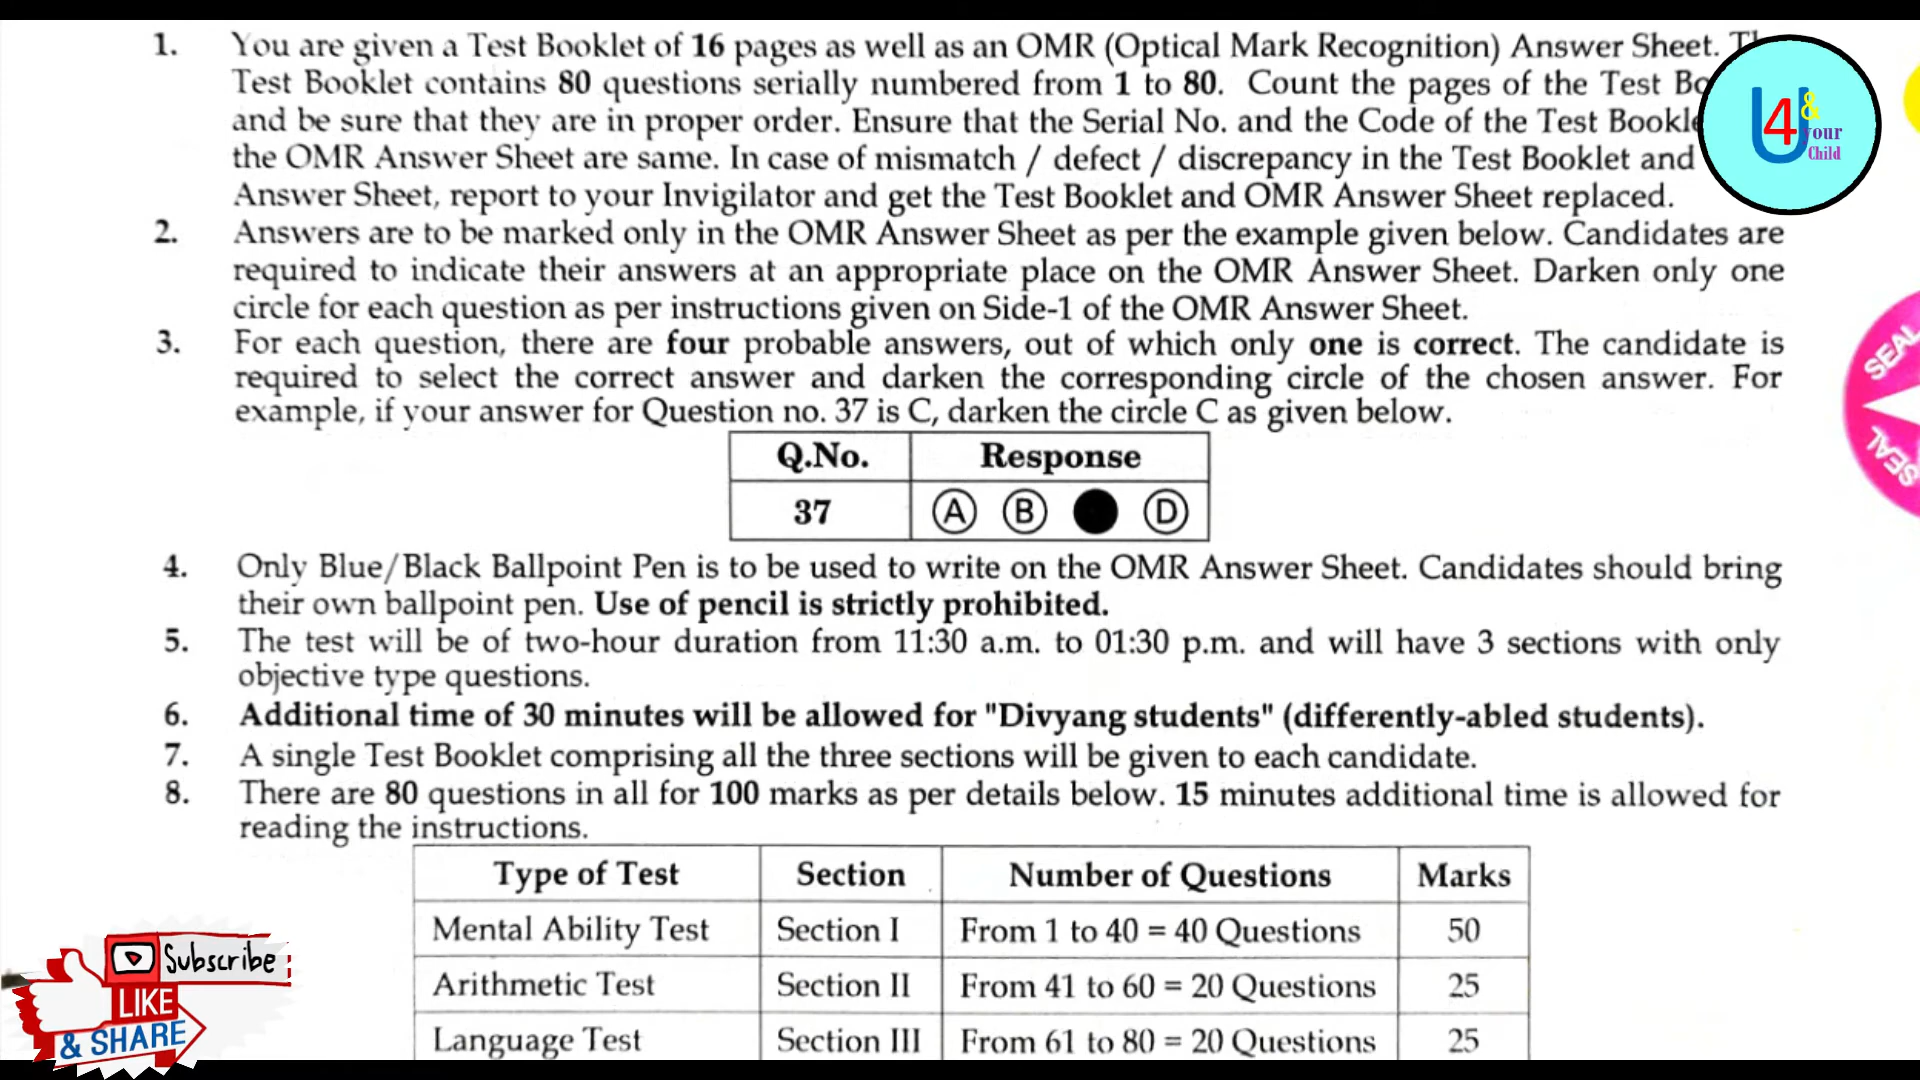 1. You are given a Test Booklet of 16 pages as well as an OMR (Optical Mark Recognition) Answer Sheet.
Test Booklet contains 80 questions serially numbered from 1 to 80. Count the pages of the Test
and be sure that they are in proper order. Ensure that the Serial No. and the Code of the Test
the OMR Answer Sheet are same. In case of mismatch / defect / discrepancy in the Test Booklet and
Answer Sheet, report to your Invigilator and get the Test Booklet and OMR Answer Sheet replaced.
U4 & your Child
2. Answers are to be marked only in the OMR Answer Sheet as per the example given below. Candidates are
required to indicate their answers at an appropriate place on the OMR Answer Sheet. Darken only one
circle for each question as per instructions given on Side-1 of the OMR Answer Sheet.
3. For each question, there are four probable answers, out of which only one is correct. The candidate is
required to select the correct answer and darken the corresponding circle of the chosen answer. For
example, if your answer for Question no. 37 is C, darken the circle C as given below.
SEAL
SEAL
Q.No. Response
37 A B D
4. Only Blue/Black Ballpoint Pen is to be used to write on the OMR Answer Sheet. Candidates should bring
their own ballpoint pen. Use of pencil is strictly prohibited.
5. The test will be of two-hour duration from 11:30 a.m. to 01:30 p.m. and will have 3 sections with only
objective type questions.
6. Additional time of 30 minutes will be allowed for "Divyang students" (differently-abled students).
7. A single Test Booklet comprising all the three sections will be given to each candidate.
8. There are 80 questions in all for 100 marks as per details below. 15 minutes additional time is allowed for
reading the instructions.
Type of Test Section Number of Questions Marks
Mental Ability Test Section I From 1 to 40 = 40 Questions 50
Arithmetic Test Section II From 41 to 60 = 20 Questions 25
Language Test Section III From 61 to 80 = 20 Questions 25
Subscribe
LIKE
& SHARE